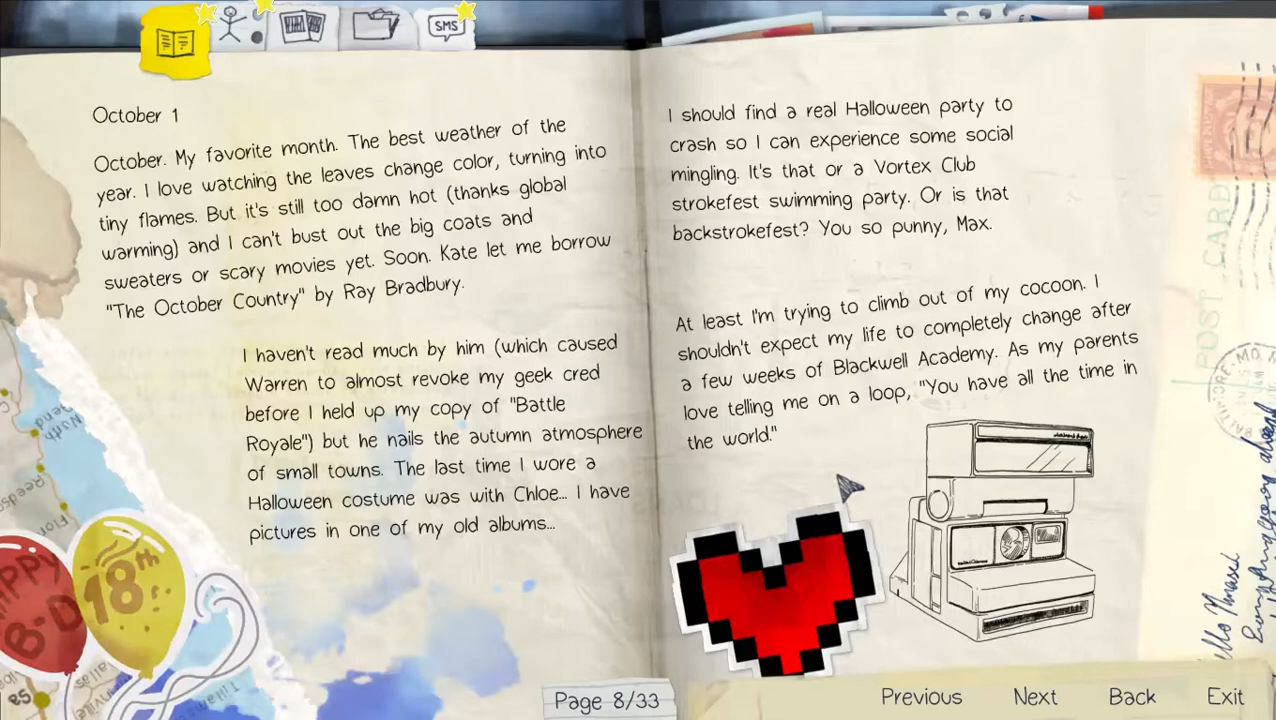 SMS
October 1
October. My favorite month. The best weather of the
year. I love watching the leaves change color, turning into
tiny flames. But it's still too damn hot (thanks global
warming) and I can't bust out the big coats and
sweaters or scary movies yet. Soon. Kate let me borrow
"The October Country" by Ray Bradbury.
I haven't read much by him (which caused
Warren to almost revoke my geek cred
before I held up my copy of "Battle
Royale") but he nails the autumn atmosphere
of small towns. The last time I wore a
Halloween costume was with Chloe... I have
pictures in one of my old albums...
I should find a real Halloween party to
crash so I can experience some social
mingling. It's that or a Vortex Club
strokefest swimming party. Or is that
backstrokefest? You so punny, Max.
At least I'm trying to climb out of my cocoon. I
shouldn't expect my life to completely change after
a few weeks of Blackwell Academy. As my parents
love telling me on a loop, "You have all the time in
the world."
North
Bend
18th
POST CARD
Page 8/33
Previous
Next
Back
Exit